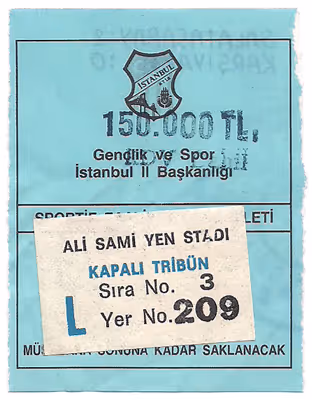 İSTANBUL
150.000 TL.
Gençlik ve Spor
İstanbul İl Başkanlığı
ALİ SAMİ YEN STADI
KAPALI TRİBÜN
Sıra No. 3
L Yer No. 209
SONUNA KADAR SAKLANACAK